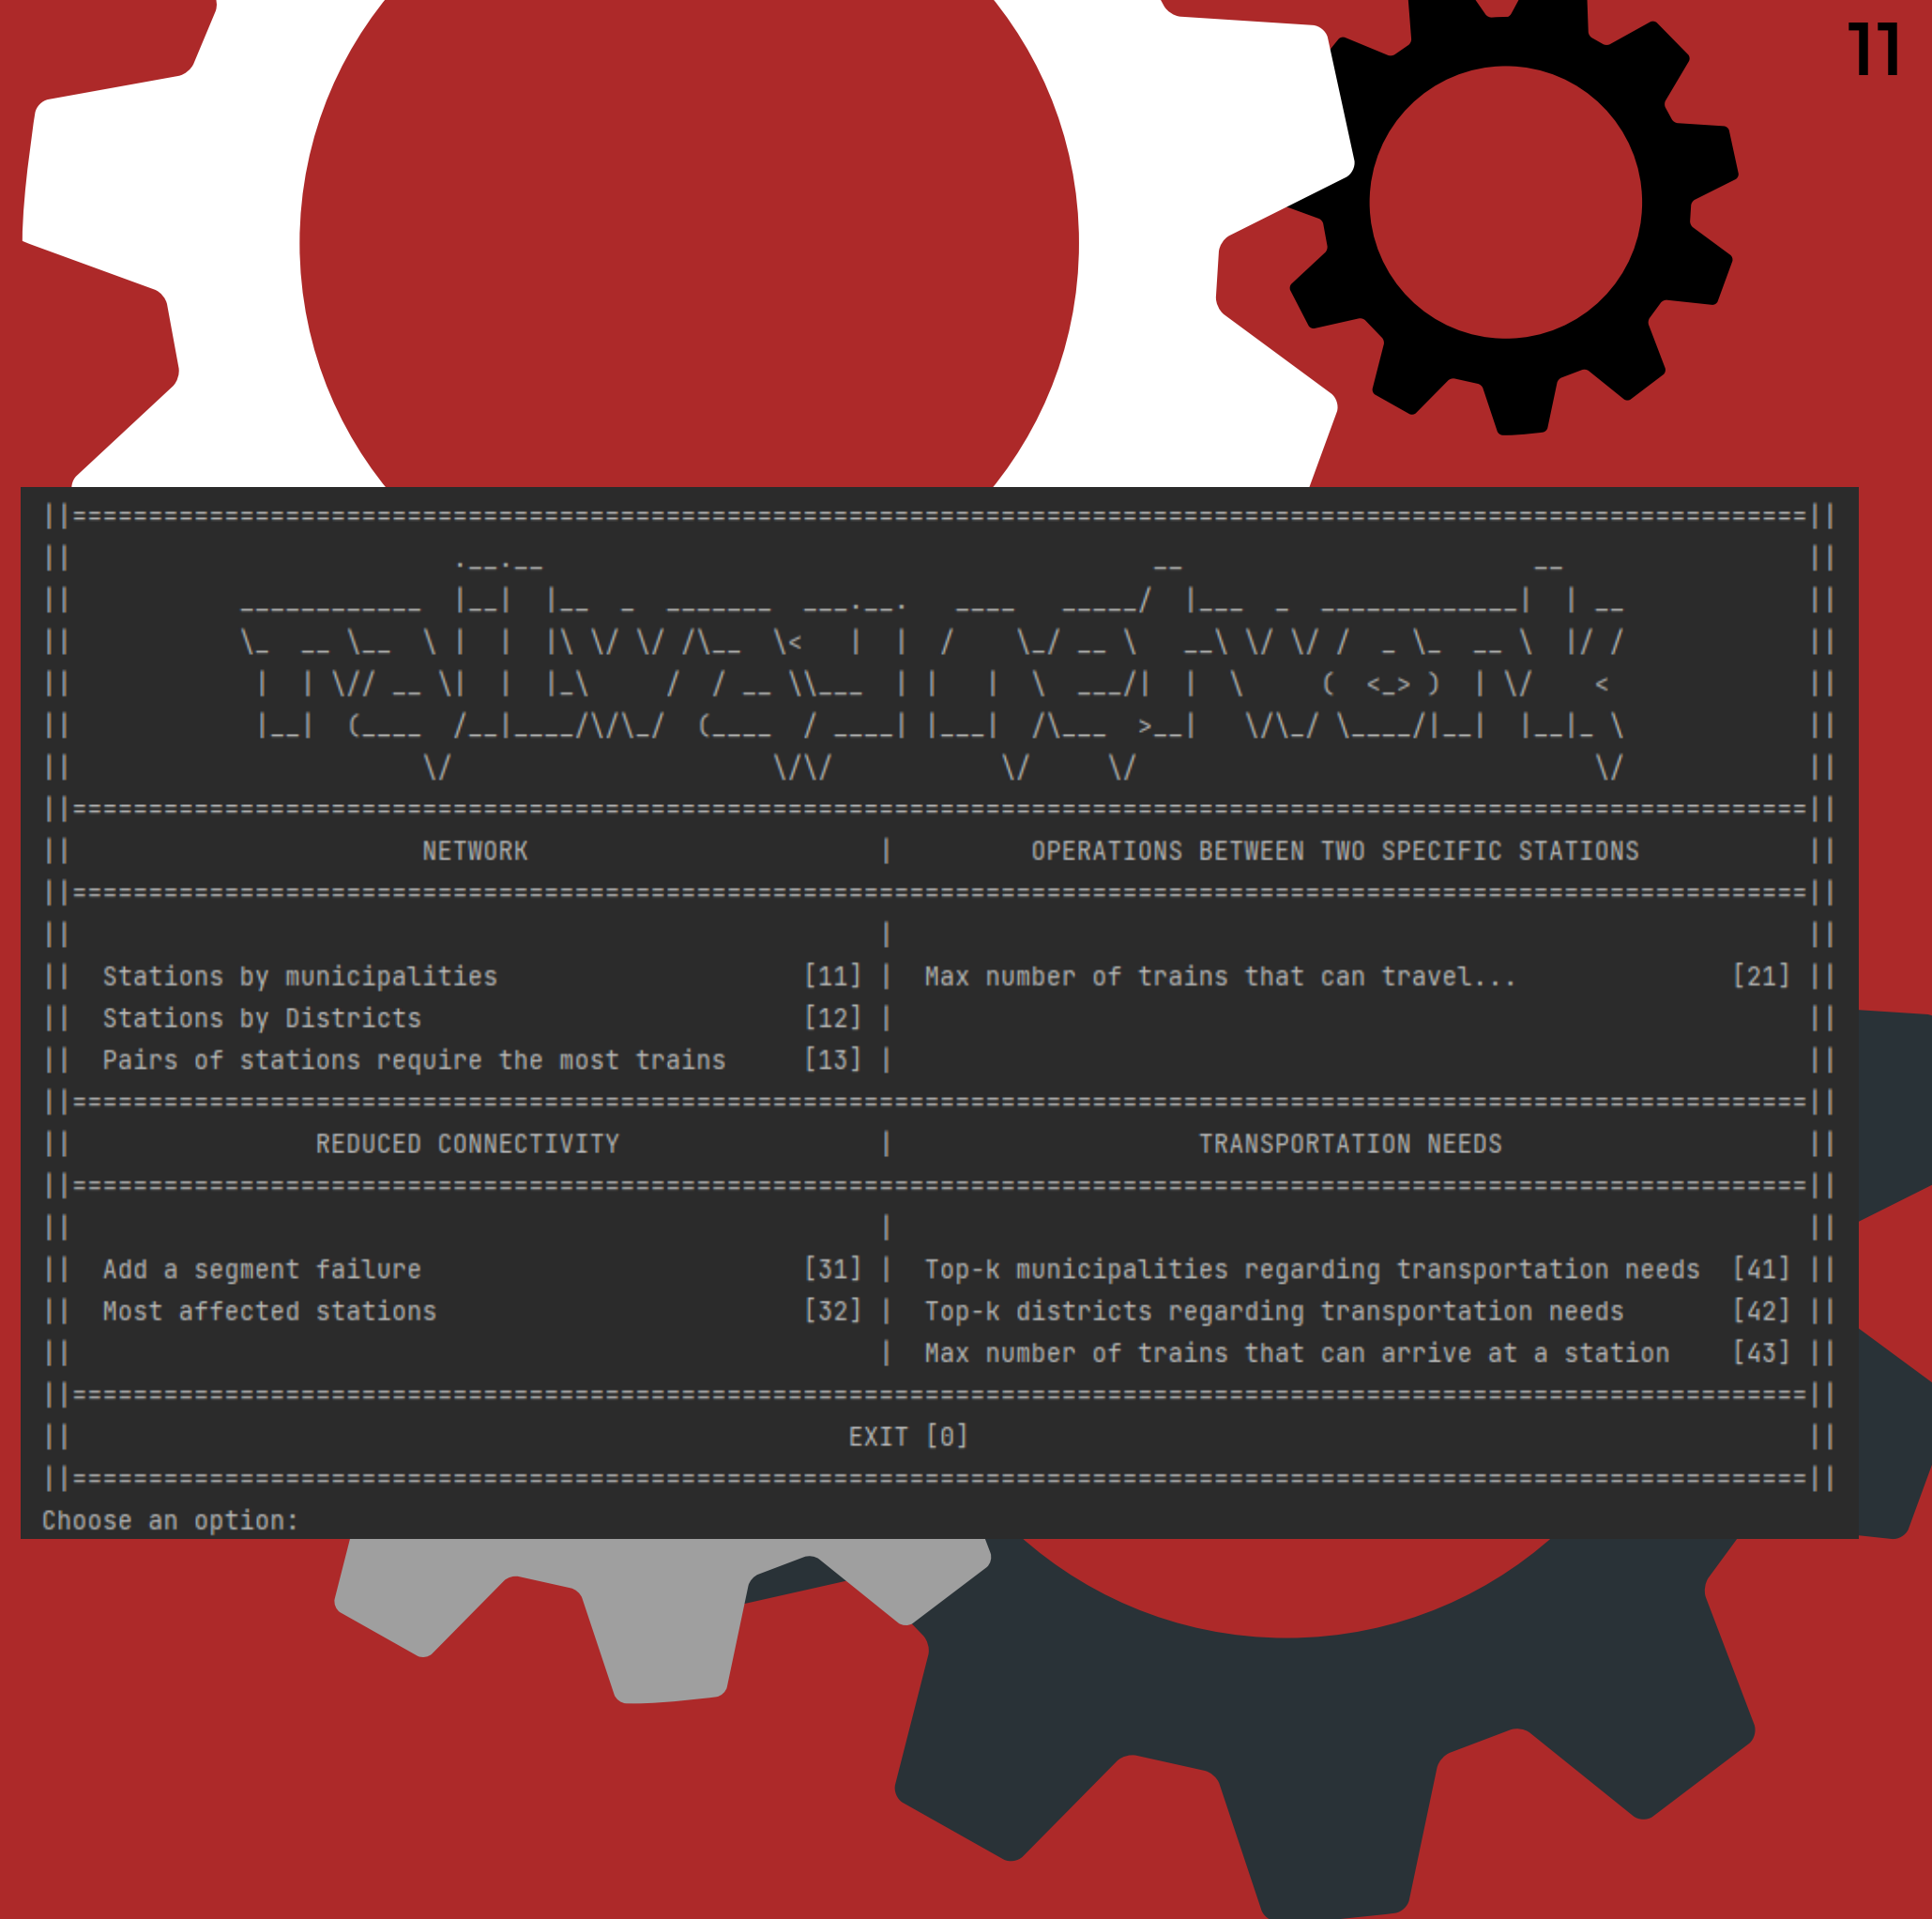 11
railway network
NETWORK | OPERATIONS BETWEEN TWO SPECIFIC STATIONS
Stations by municipalities [11] | Max number of trains that can travel... [21]
Stations by Districts [12] |
Pairs of stations require the most trains [13] |
REDUCED CONNECTIVITY | TRANSPORTATION NEEDS
Add a segment failure [31] | Top-k municipalities regarding transportation needs [41]
Most affected stations [32] | Top-k districts regarding transportation needs [42]
| Max number of trains that can arrive at a station [43]
EXIT [0]
Choose an option: